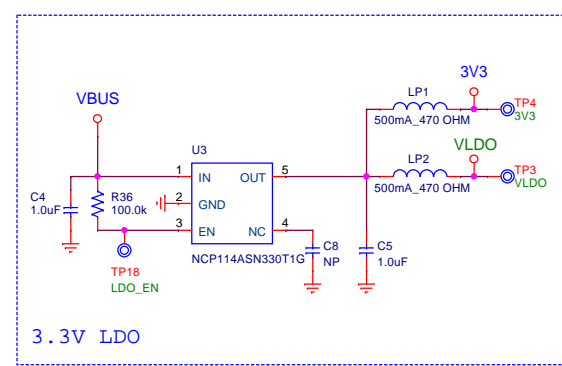 3V3
LP1
TP4
3V3
500mA_470 OHM
VBUS
VLDO
U3
LP2
TP3
VLDO
500mA_470 OHM
1
IN
OUT
5
C4
1.0uF
R36
100.0k
2
GND
3
EN
NC
4
C8
NP
C5
1.0uF
NCP114ASN330T1G
TP18
LDO_EN
3.3V LDO